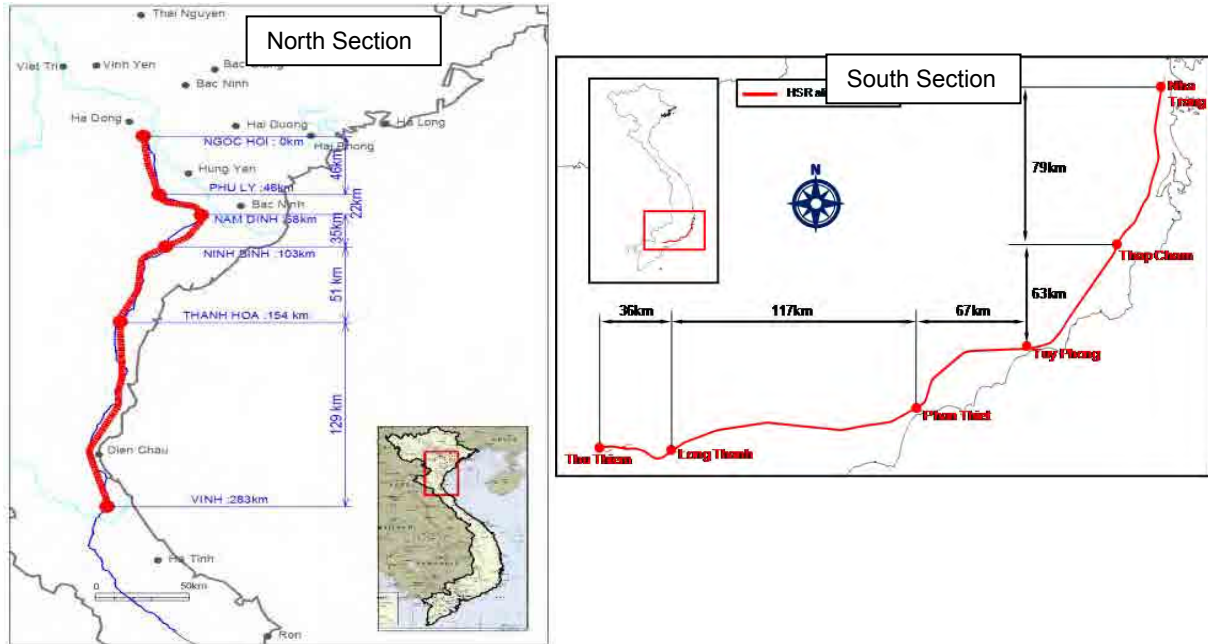 North Section
Thai Nguyen
Viet Tri
Vinh Yen
Bac Ninh
Ha Dong
Hai Duong
Ha Long
NGOC HOI : 0km
Hai Phong
46km
Hung Yen
PHU LY :46km
22km
Bac Ninh
NAM DINH :68km
35km
NINH BINH :103km
51 km
THANH HOA :154 km
129 km
Dien Chau
VINH :283km
Ha Tinh
0 50km
Ron
South Section
HSR
Nha
Trang
79km
Thap Cham
63km
36km
117km
67km
Tuy Phong
Phan Thiet
Thu Thiem
Long Thanh